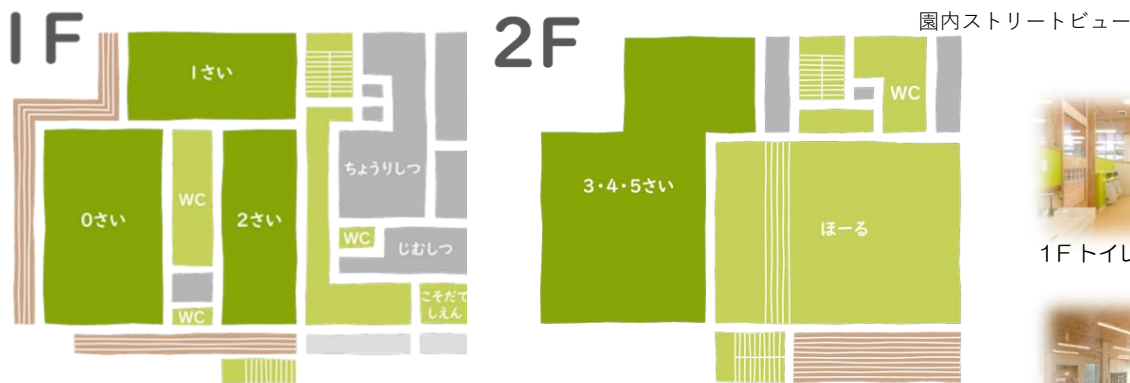 1F
2F
園内ストリートビュー
1さい
WC
ちょうりしつ
3・4・5さい
0さい
WC
2さい
ほーる
WC
じむしつ
1Fトイレ
こそだて
しえん
WC